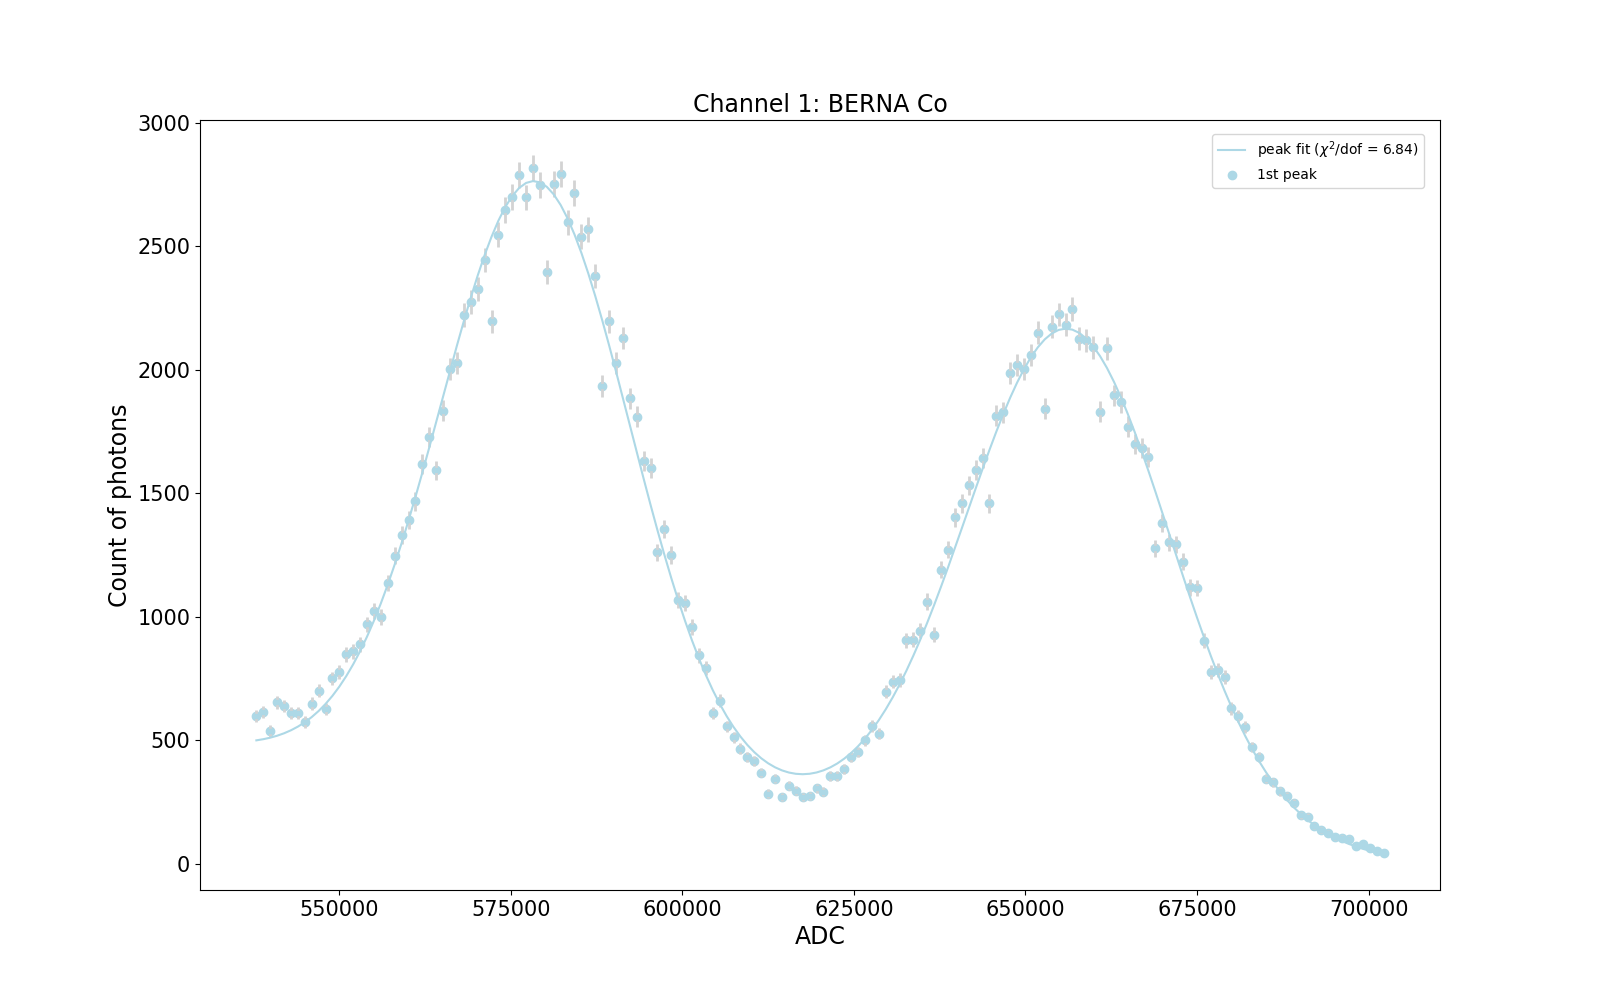 Channel 1: BERNA Co
3000
2500
2000
1500
1000
500
0
Count of photons
peak fit (χ²/dof = 6.84)
1st peak
550000 575000 600000 625000 650000 675000 700000
ADC